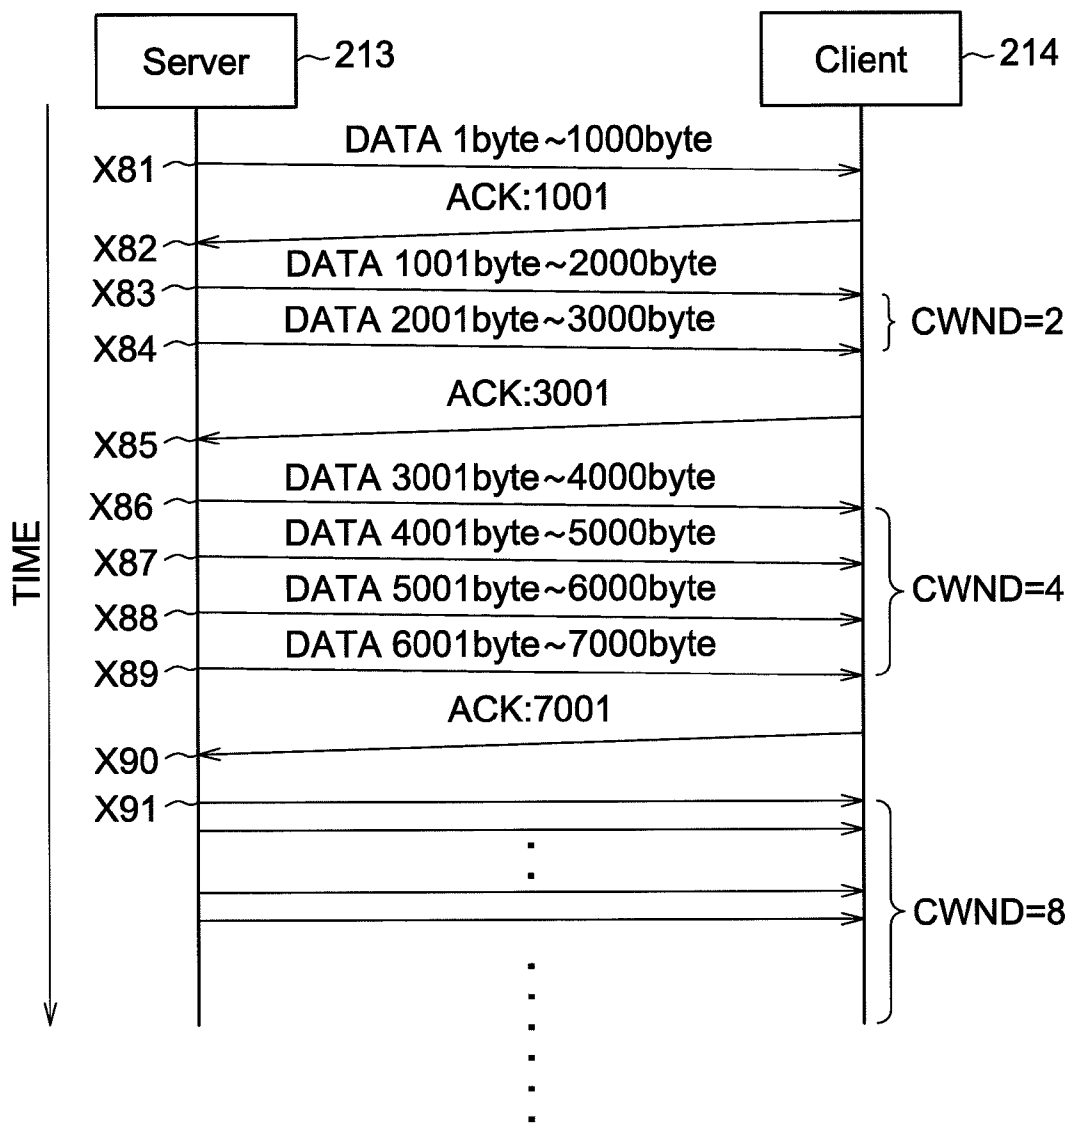 Server
213
Client
214
DATA 1byte~1000byte
X81
ACK:1001
X82
DATA 1001byte~2000byte
X83
DATA 2001byte~3000byte
CWND=2
X84
ACK:3001
X85
DATA 3001byte~4000byte
X86
DATA 4001byte~5000byte
X87
DATA 5001byte~6000byte
CWND=4
X88
DATA 6001byte~7000byte
X89
ACK:7001
X90
X91
CWND=8
TIME